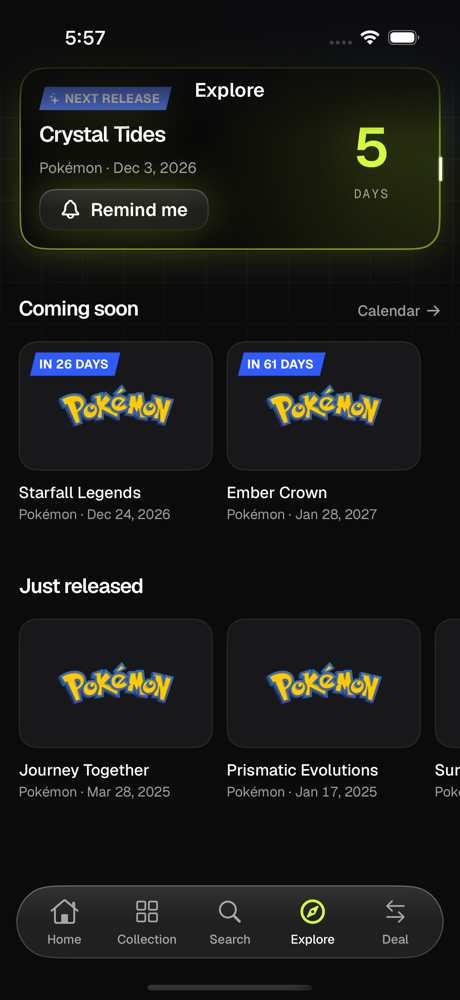 5:57
Explore
NEXT RELEASE
Crystal Tides
Pokémon · Dec 3, 2026
Remind me
5
DAYS
Coming soon
Calendar →
IN 26 DAYS
IN 61 DAYS
Pokémon
Pokémon
Starfall Legends
Ember Crown
Pokémon · Dec 24, 2026
Pokémon · Jan 28, 2027
Just released
Pokémon
Pokémon
Journey Together
Prismatic Evolutions
Pokémon · Mar 28, 2025
Pokémon · Jan 17, 2025
Home
Collection
Search
Explore
Deal